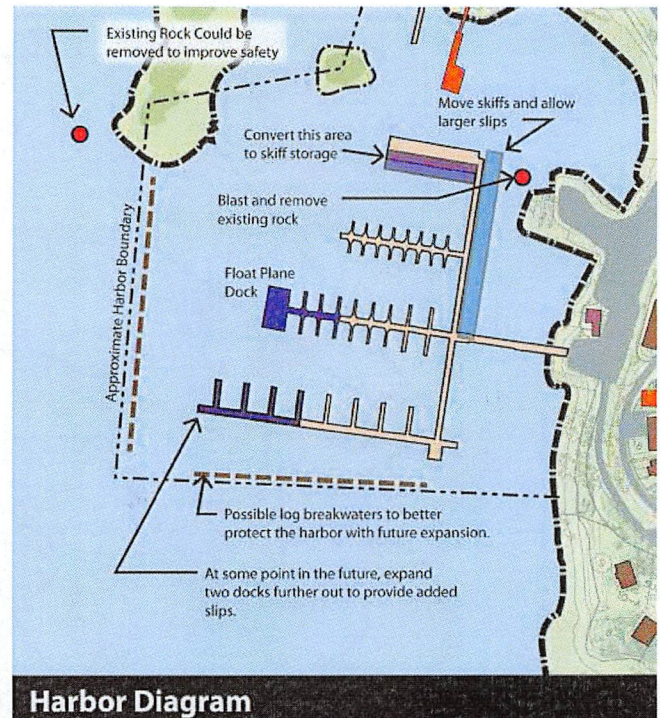 Existing Rock Could be
removed to improve safety
Move skiffs and allow
larger slips
Convert this area
to skiff storage
Blast and remove
existing rock
Float Plane
Dock
Approximate Harbor Boundary
Possible log breakwaters to better
protect the harbor with future expansion.
At some point in the future, expand
two docks further out to provide added
slips.
Harbor Diagram